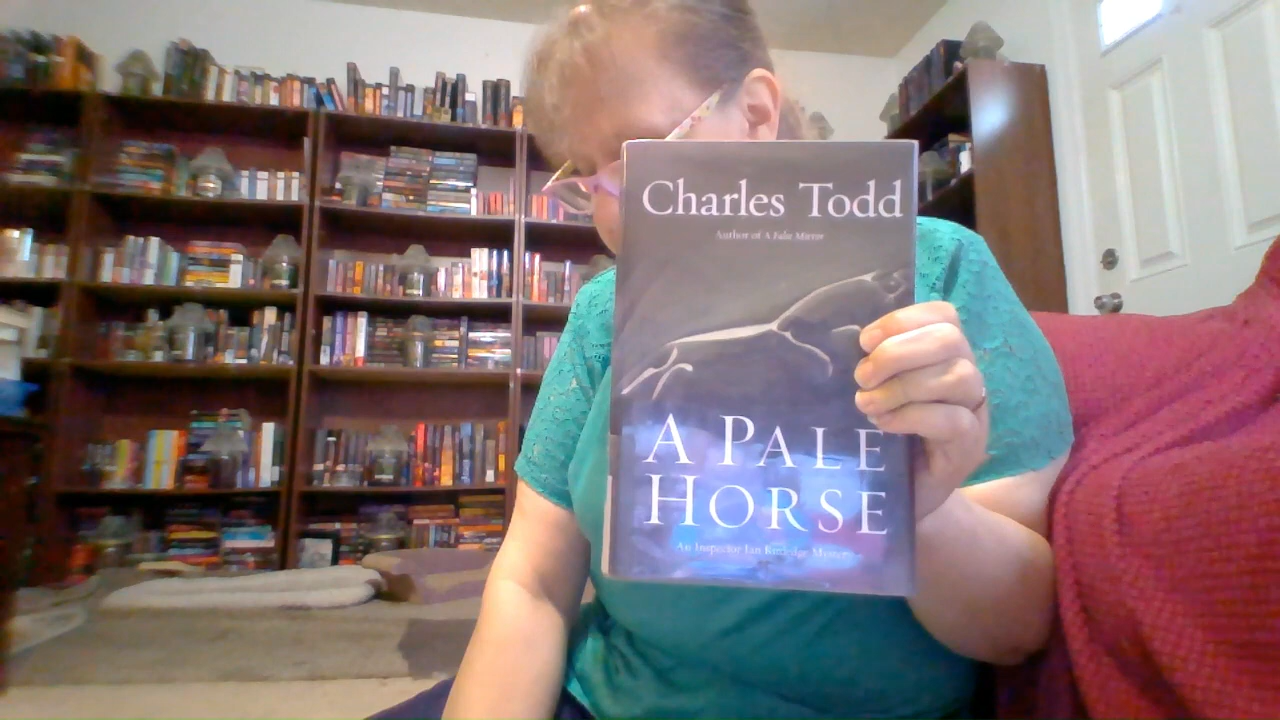 Charles Todd
Author of A False Mirror
A PALE
HORSE
An Inspector Ian Rutledge Mystery